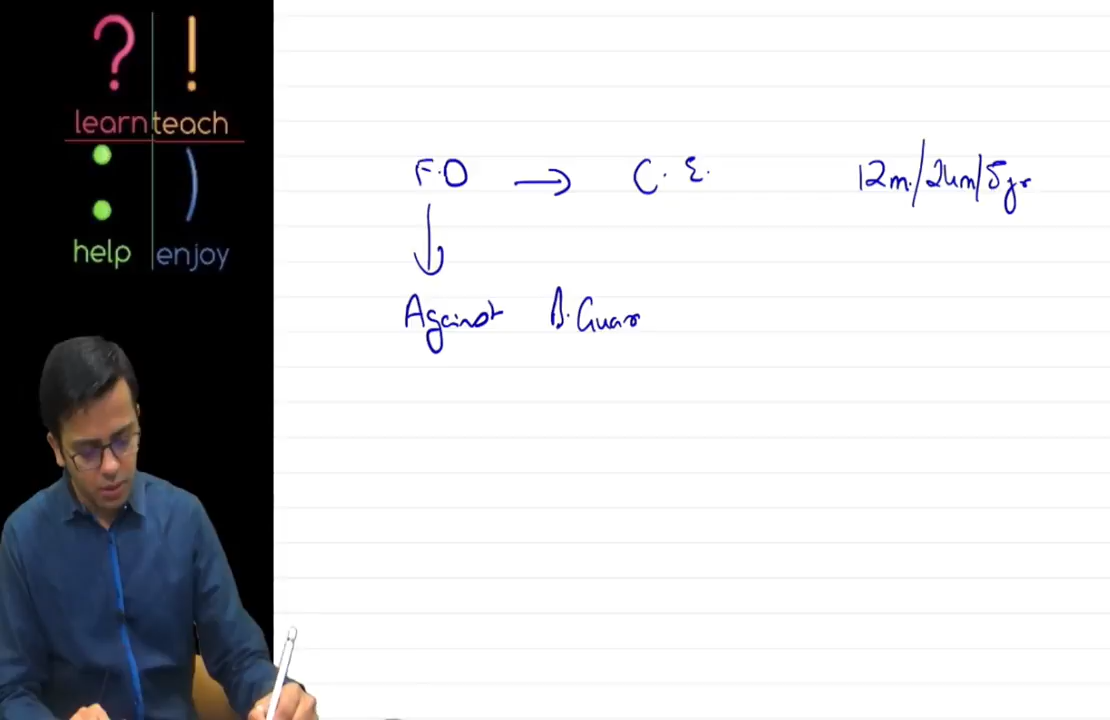 ? !
learn teach
: )
help enjoy
F.D → C.E. 12m/24m/5yr
↓
Against B.Guar